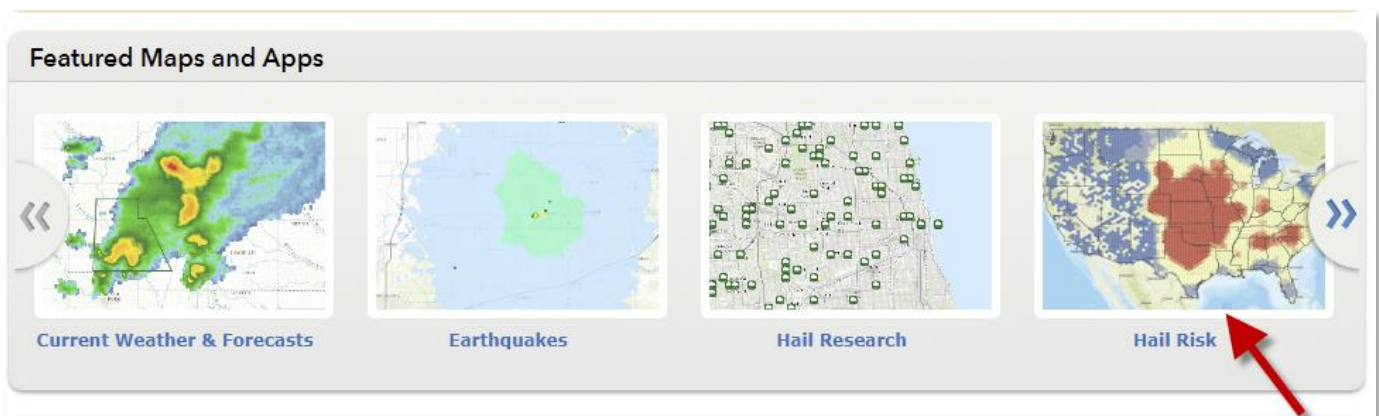 Featured Maps and Apps
Current Weather & Forecasts
Earthquakes
Hail Research
Hail Risk